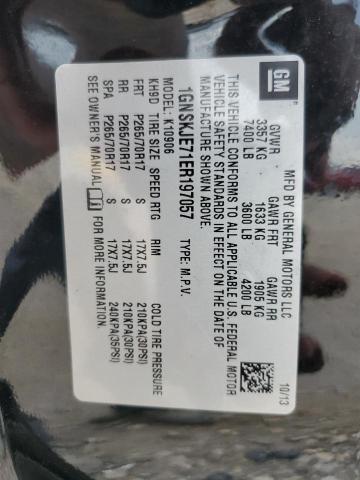 GM
MFD BY GENERAL MOTORS LLC
10/13
GVWR GAWR FRT GAWR RR
3357 KG 1633 KG 1905 KG
7400 LB 3600 LB 4200 LB
THIS VEHICLE CONFORMS TO ALL APPLICABLE U.S. FEDERAL MOTOR
VEHICLE SAFETY STANDARDS IN EFFECT ON THE DATE OF
MANUFACTURE SHOWN ABOVE.
1GNSKJE71ER197057 TYPE: M.P.V.
MODEL: K10906
KH9D TIRE SIZE SPEED RTG RIM COLD TIRE PRESSURE
FRT P265/70R17 S 17X7.5J 210KPA(30PSI)
RR P265/70R17 S 17X7.5J 210KPA(30PSI)
SPA P265/70R17 S 17X7.5J 240KPA(35PSI)
SEE OWNER'S MANUAL FOR MORE INFORMATION.